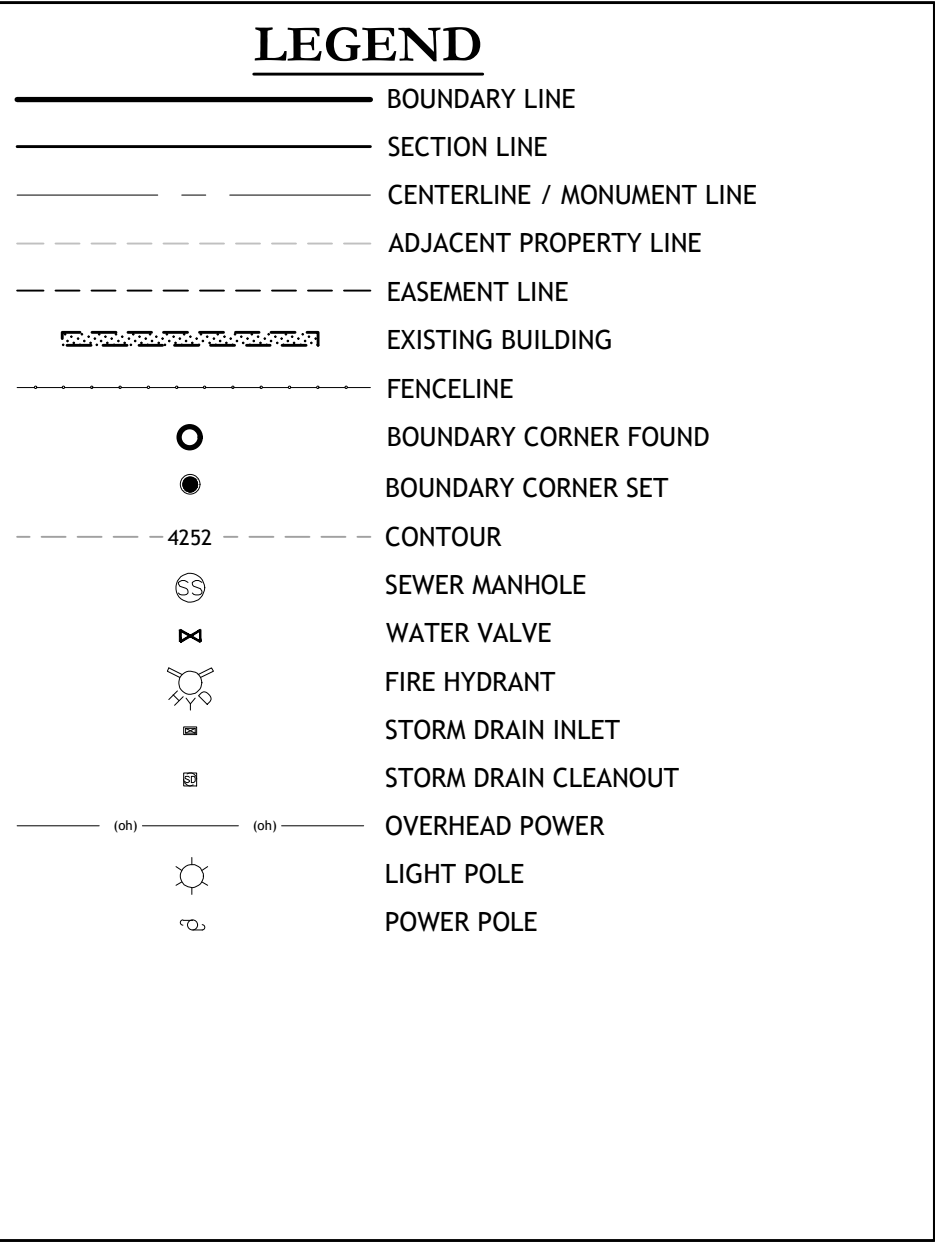 LEGEND
BOUNDARY LINE
SECTION LINE
CENTERLINE / MONUMENT LINE
ADJACENT PROPERTY LINE
EASEMENT LINE
EXISTING BUILDING
FENCELINE
BOUNDARY CORNER FOUND
BOUNDARY CORNER SET
4252 CONTOUR
SS SEWER MANHOLE
WATER VALVE
HYD FIRE HYDRANT
STORM DRAIN INLET
SD STORM DRAIN CLEANOUT
(oh) (oh) OVERHEAD POWER
LIGHT POLE
POWER POLE